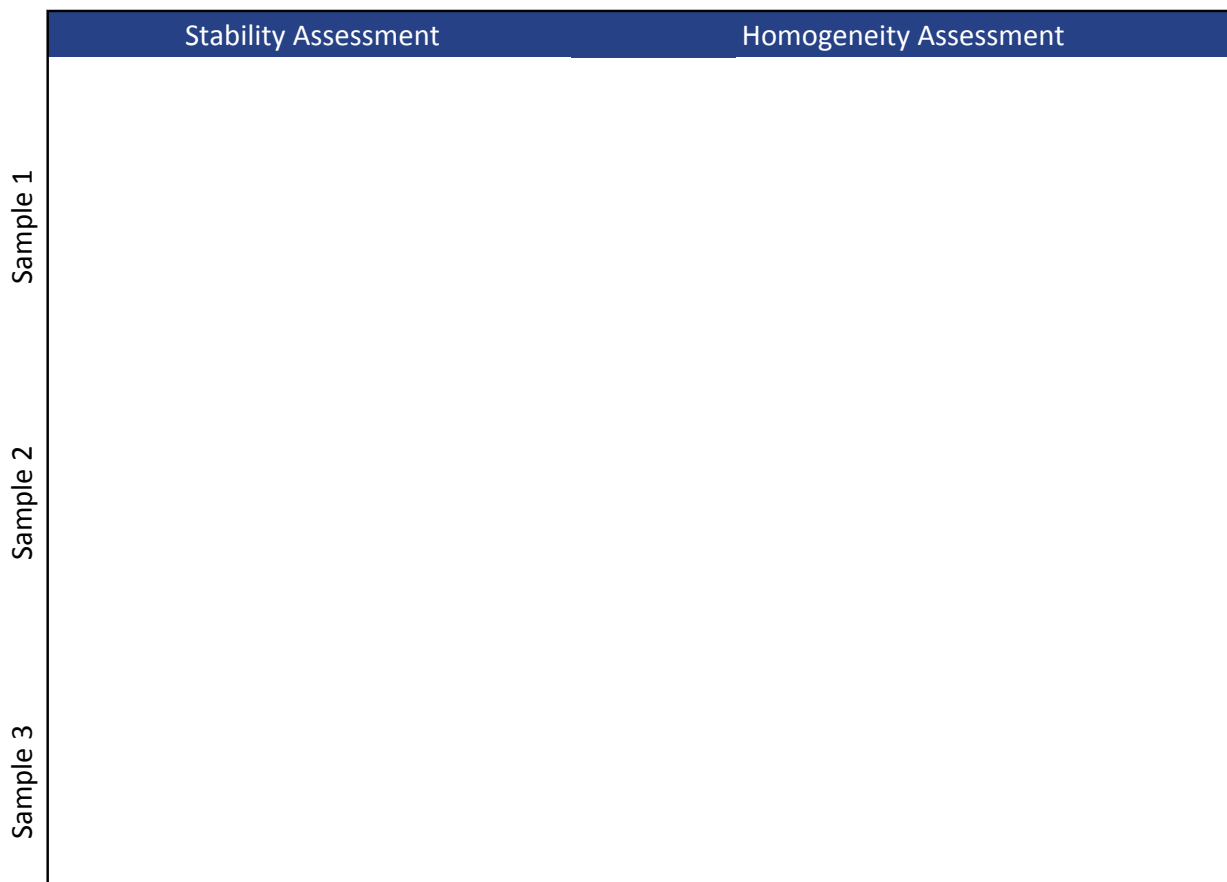 Stability Assessment
Homogeneity Assessment
Sample 1
Sample 2
Sample 3